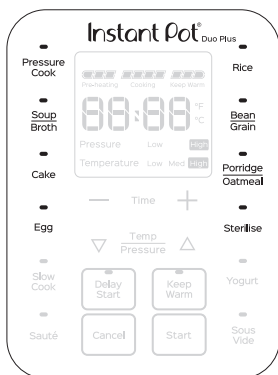 Instant Pot® Duo Plus
Pressure
Cook
Rice
Pre-heating Cooking Keep Warm
88:88 °F
°C
Soup
Broth
Bean
Grain
Pressure Low High
Temperature Low Med High
Cake
Porridge
Oatmeal
— Time +
Egg
Sterilise
Temp
Pressure
Slow
Cook
Delay
Start
Keep
Warm
Yogurt
Sauté
Cancel
Start
Sous
Vide